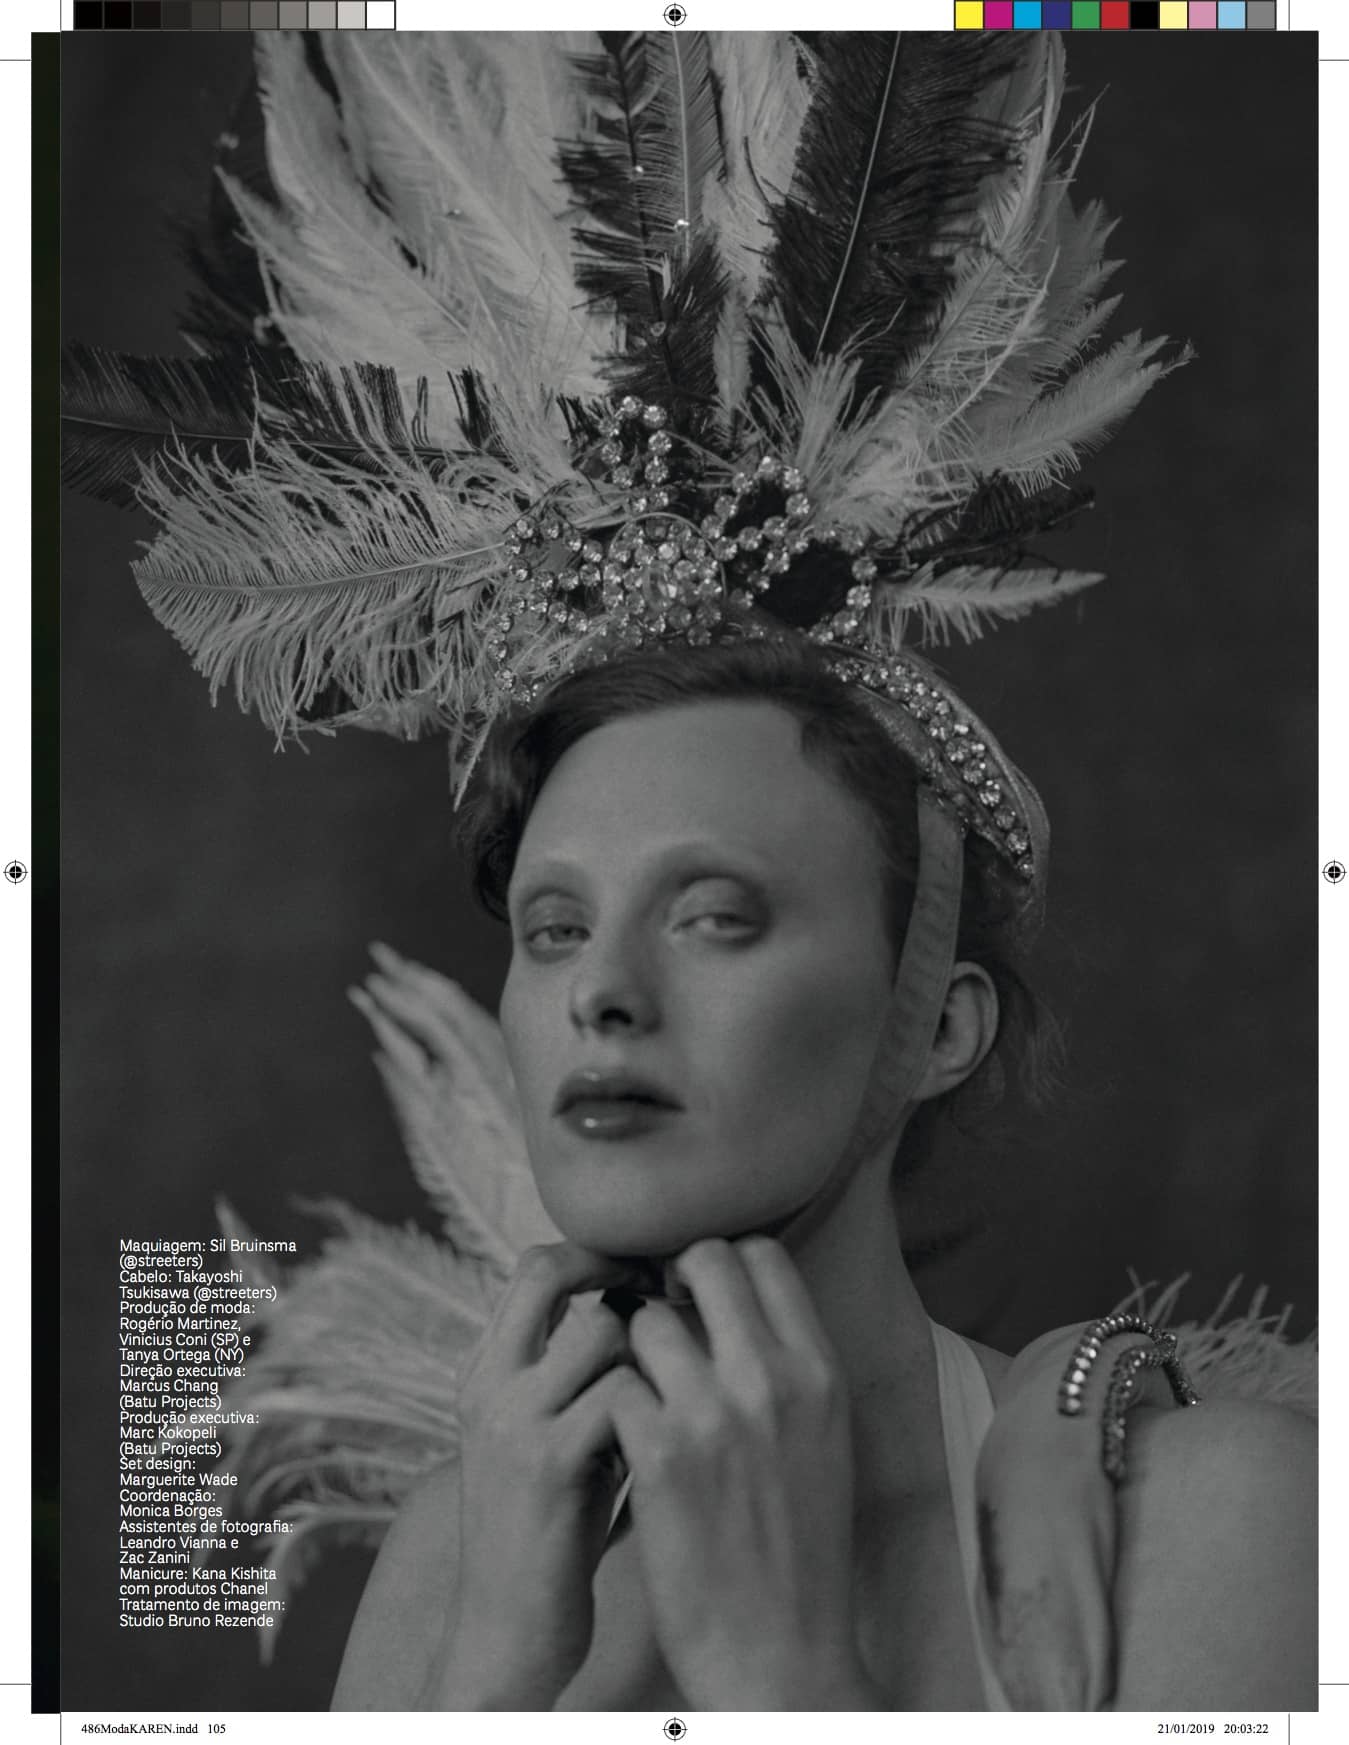 Maquiagem: Sil Bruinsma
(@streeters)
Cabelo: Takayoshi
Tsukisawa (@streeters)
Produção de moda:
Rogério Martinez,
Vinícius Coni (SP) e
Tanya Ortega (NY)
Direção executiva:
Marcus Chang
(Batu Projects)
Produção executiva:
Marc Kokopeli
(Batu Projects)
Set design:
Marguerite Wade
Coordenação:
Monica Borges
Assistentes de fotografia:
Leandro Vianna e
Zac Zanini
Manicure: Kana Kishita
com produtos Chanel
Tratamento de imagem:
Studio Bruno Rezende
486ModaKAREN.indd 105
21/01/2019 20:03:22